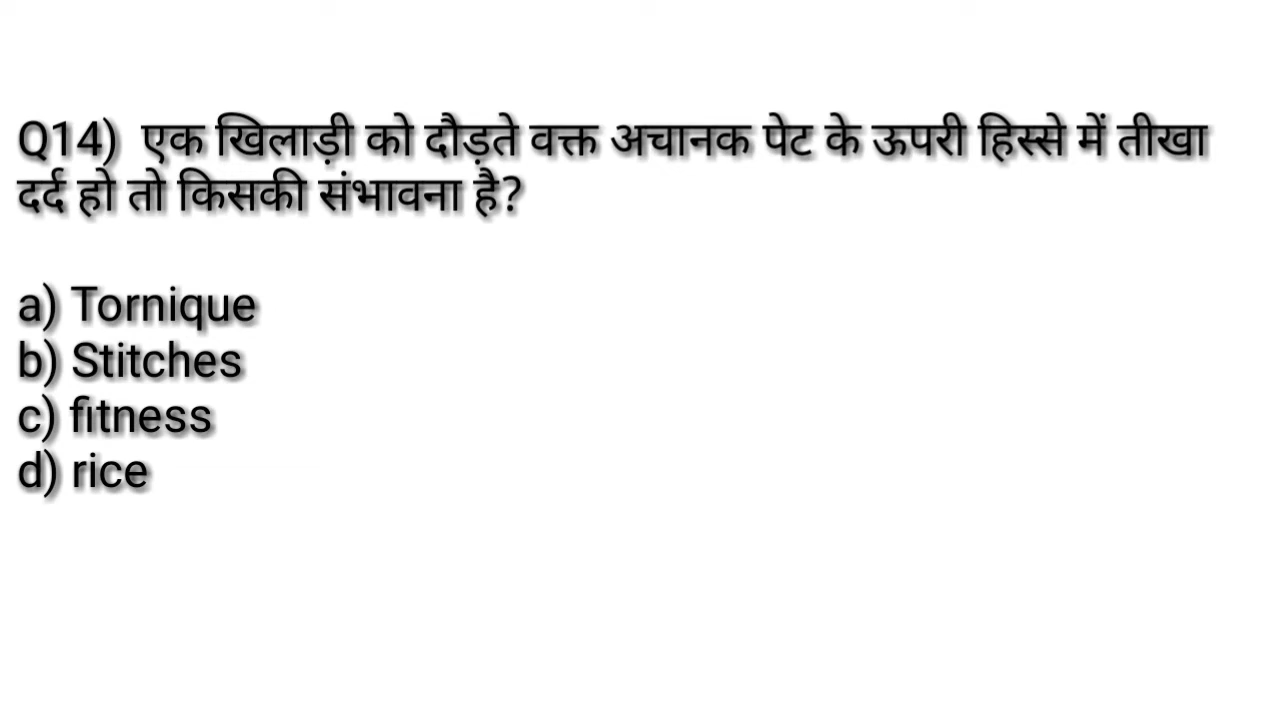 Q14) एक खिलाड़ी को दौड़ते वक्त अचानक पेट के ऊपरी हिस्से में तीखा
दर्द हो तो किसकी संभावना है?
a) Tornique
b) Stitches
c) fitness
d) rice